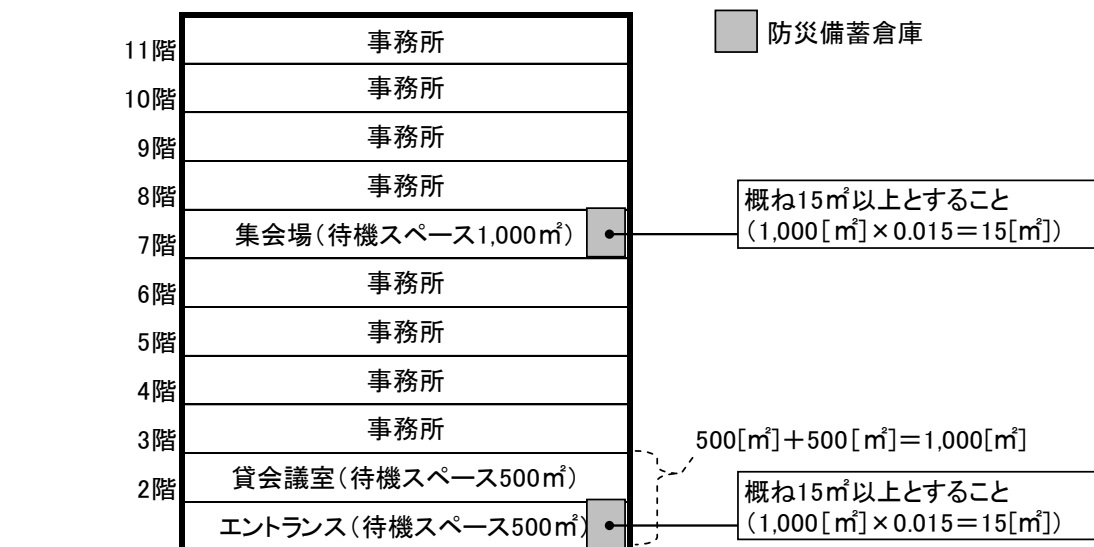 防災備蓄倉庫
11階 事務所
10階 事務所
9階 事務所
8階 事務所
7階 集会場(待機スペース1,000㎡)
概ね15㎡以上とすること
(1,000[㎡]×0.015=15[㎡])
6階 事務所
5階 事務所
4階 事務所
3階 事務所
500[㎡]+500[㎡]=1,000[㎡]
2階 貸会議室(待機スペース500㎡)
エントランス(待機スペース500㎡)
概ね15㎡以上とすること
(1,000[㎡]×0.015=15[㎡])